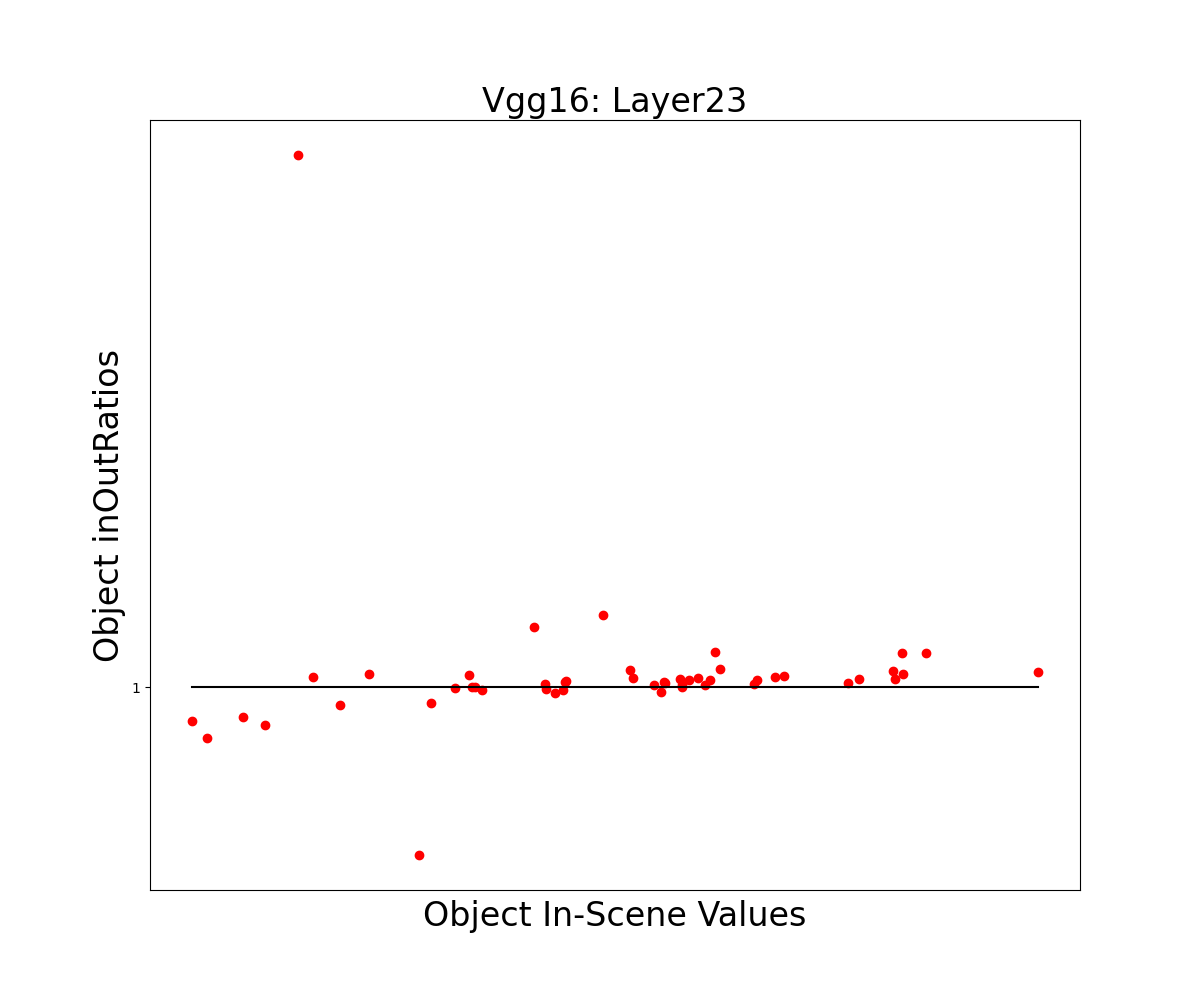 Vgg16: Layer23
Object inOutRatios
1
Object In-Scene Values